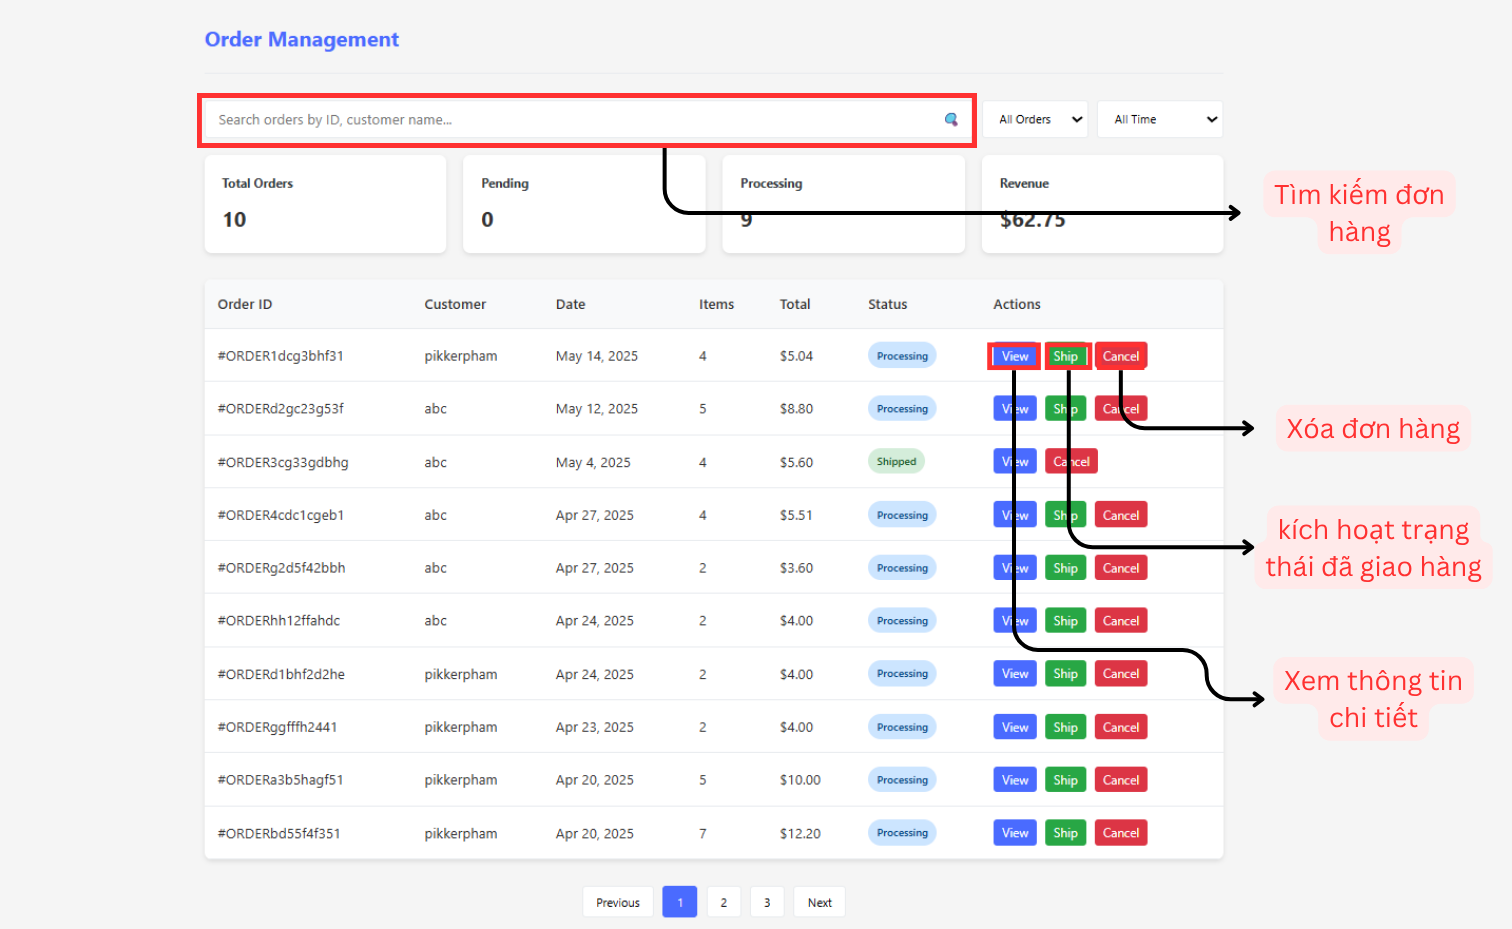 Order Management
Search orders by ID, customer name...
All Orders
All Time
Total Orders
10
Pending
0
Processing
9
Revenue
$62.75
Tìm kiếm đơn
hàng
Order ID Customer Date Items Total Status Actions
#ORDER1dcg3bhf31 pikkerpham May 14, 2025 4 $5.04 Processing View Ship Cancel
#ORDERd2gc23g53f abc May 12, 2025 5 $8.80 Processing View Ship Cancel
Xóa đơn hàng
#ORDER3cg33gdbhg abc May 4, 2025 4 $5.60 Shipped View Cancel
#ORDER4cdc1cgeb1 abc Apr 27, 2025 4 $5.51 Processing View Ship Cancel
kích hoạt trạng
thái đã giao hàng
#ORDERg2d5f42bbh abc Apr 27, 2025 2 $3.60 Processing View Ship Cancel
#ORDERhh12ffahdc abc Apr 24, 2025 2 $4.00 Processing View Ship Cancel
#ORDERd1bhf2d2he pikkerpham Apr 24, 2025 2 $4.00 Processing View Ship Cancel
Xem thông tin
chi tiết
#ORDERggfffh2441 pikkerpham Apr 23, 2025 2 $4.00 Processing View Ship Cancel
#ORDERa3b5hagf51 pikkerpham Apr 20, 2025 5 $10.00 Processing View Ship Cancel
#ORDERbd55f4f351 pikkerpham Apr 20, 2025 7 $12.20 Processing View Ship Cancel
Previous 1 2 3 Next